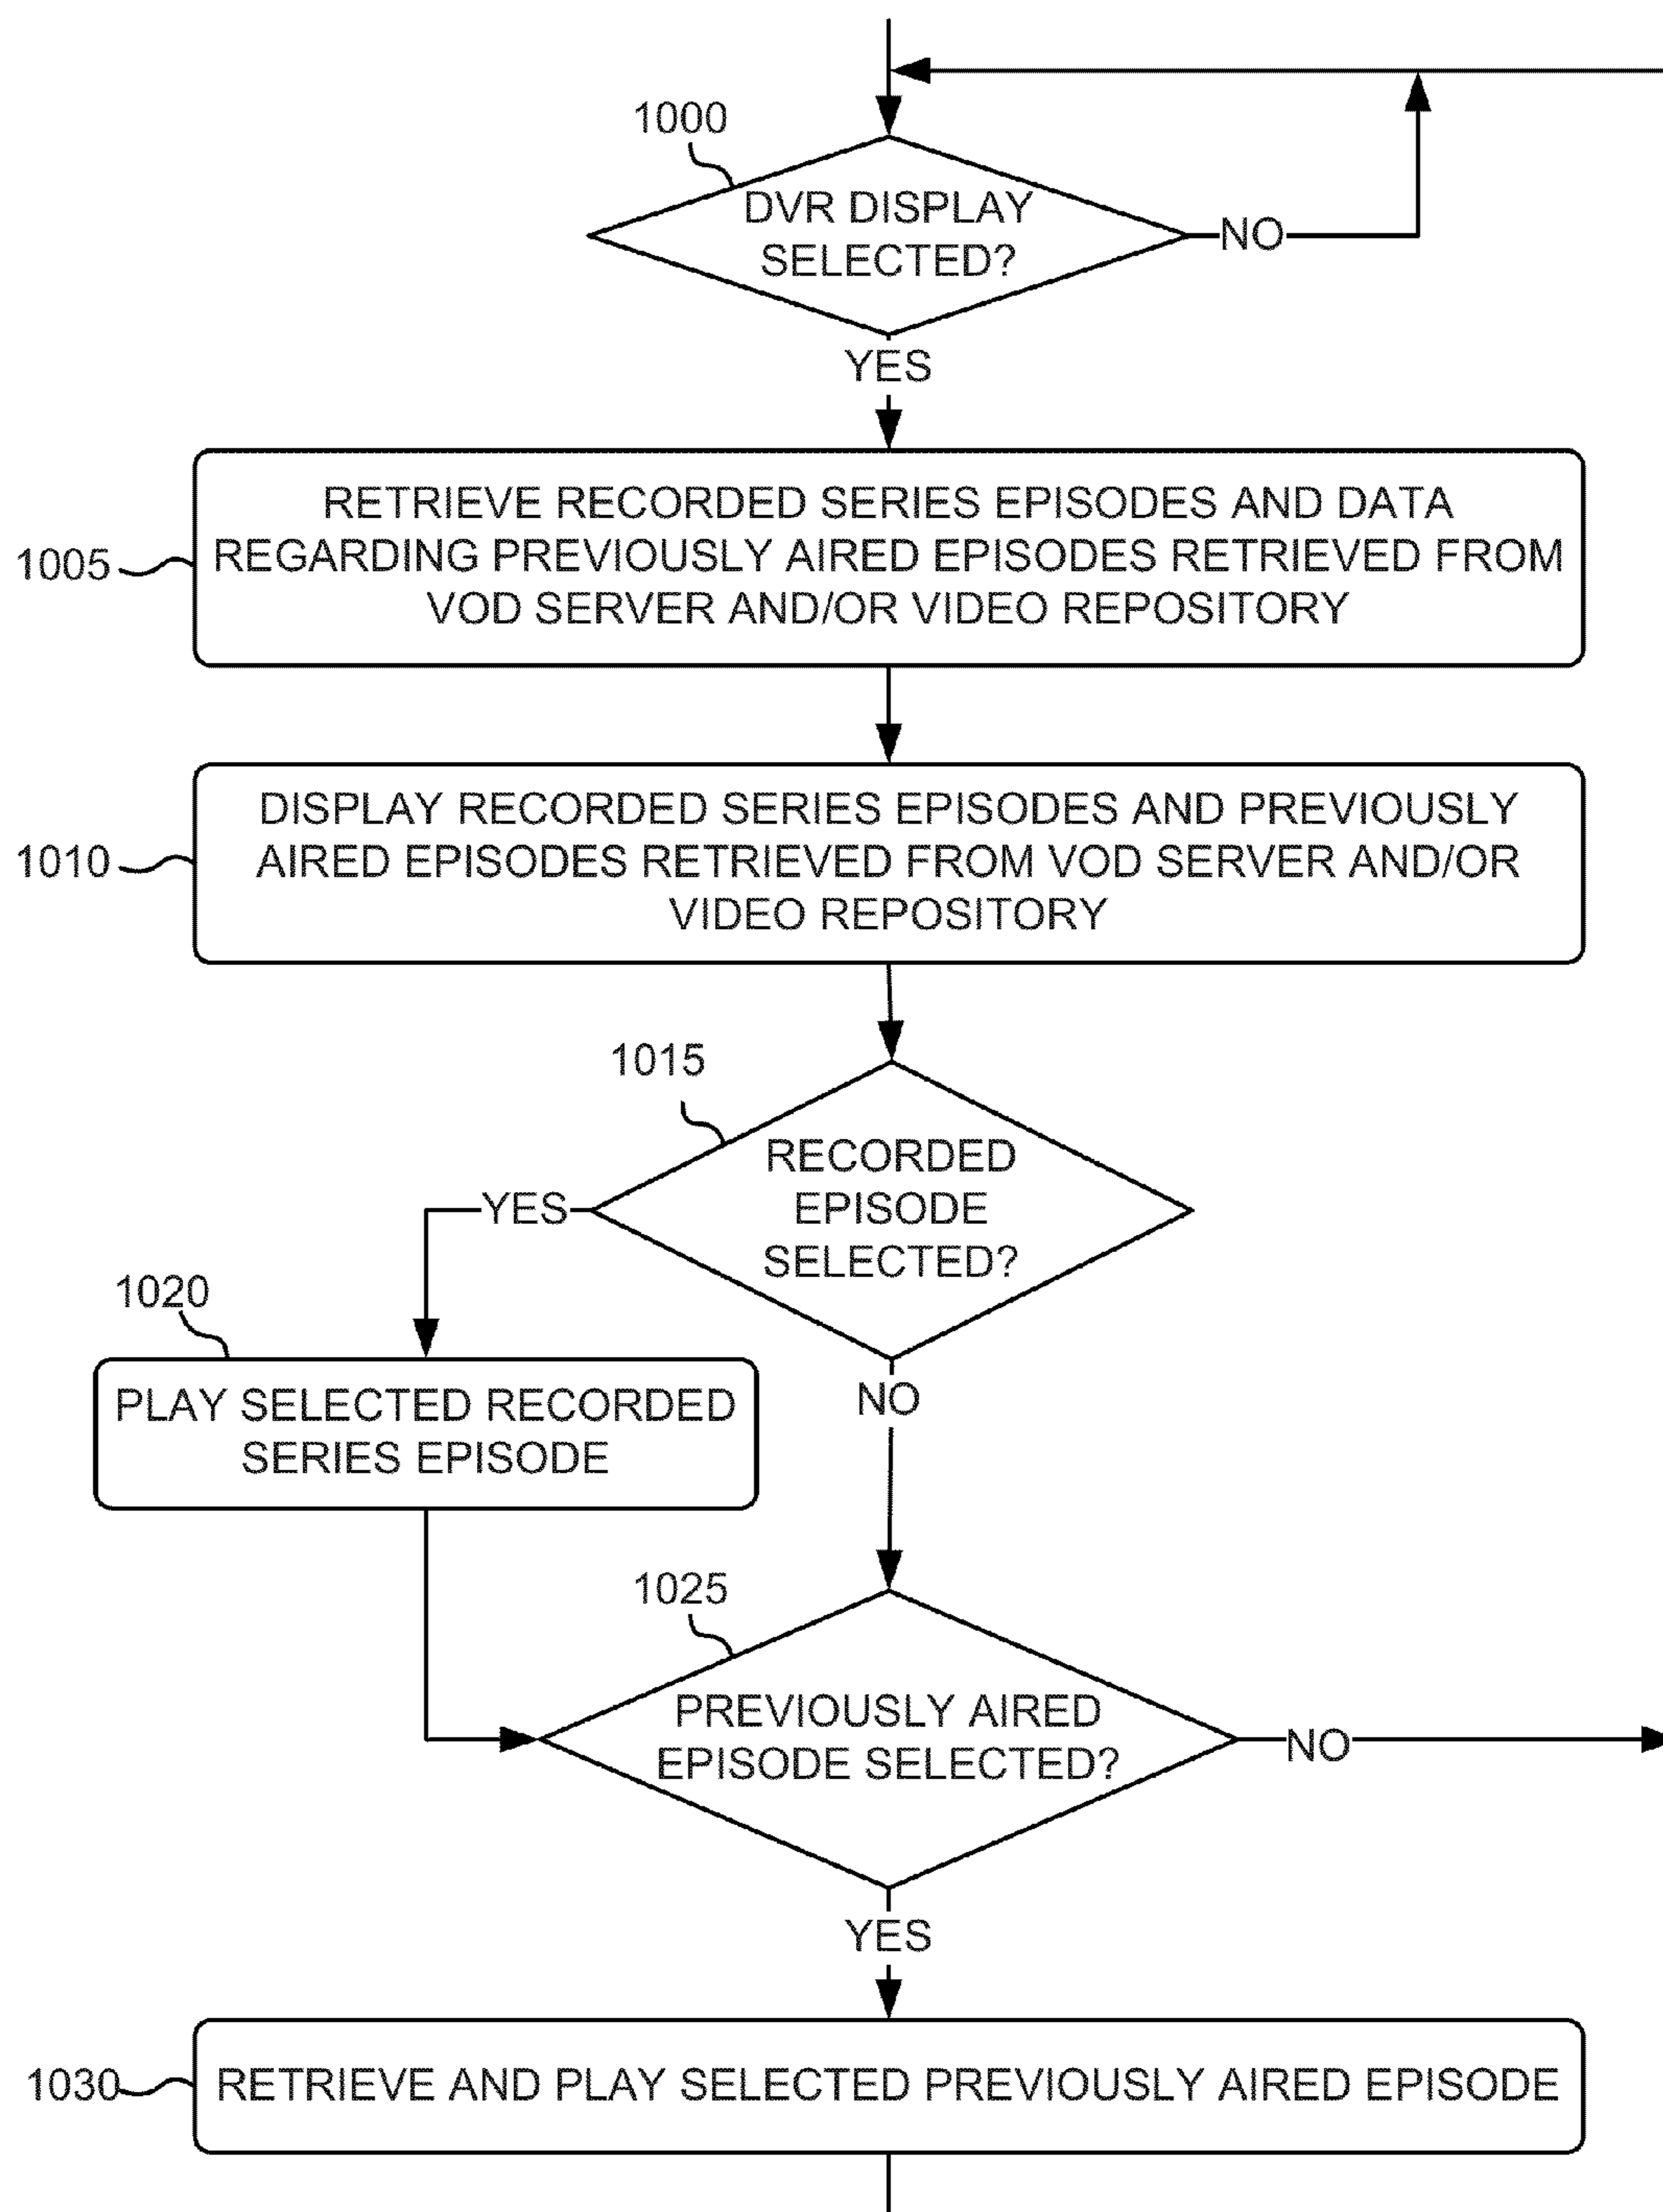 1000
DVR DISPLAY
SELECTED?
NO
YES
1005
RETRIEVE RECORDED SERIES EPISODES AND DATA
REGARDING PREVIOUSLY AIRED EPISODES RETRIEVED FROM
VOD SERVER AND/OR VIDEO REPOSITORY
1010
DISPLAY RECORDED SERIES EPISODES AND PREVIOUSLY
AIRED EPISODES RETRIEVED FROM VOD SERVER AND/OR
VIDEO REPOSITORY
1015
RECORDED
EPISODE
SELECTED?
YES
1020
PLAY SELECTED RECORDED
SERIES EPISODE
NO
1025
PREVIOUSLY AIRED
EPISODE SELECTED?
NO
YES
1030
RETRIEVE AND PLAY SELECTED PREVIOUSLY AIRED EPISODE